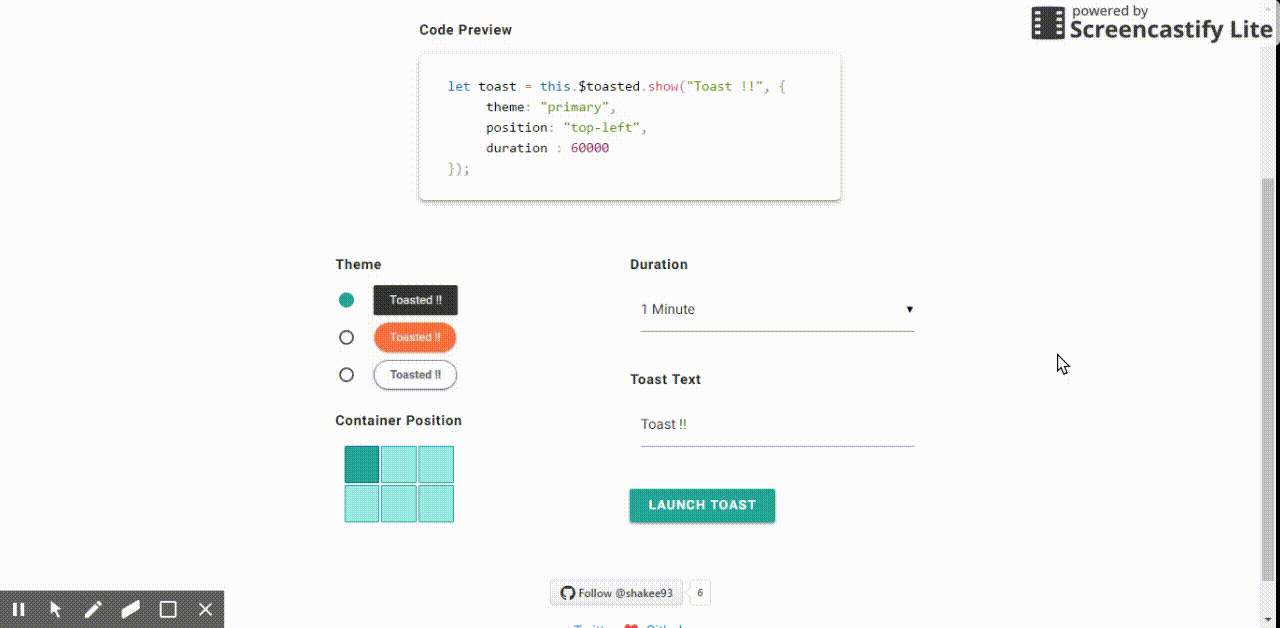 powered by
Screencastify Lite
Code Preview
let toast = this.$toasted.show("Toast !!", {
theme: "primary",
position: "top-left",
duration : 60000
});
Theme
Toasted !!
Toasted !!
Toasted !!
Container Position
Duration
1 Minute
Toast Text
Toast !!
LAUNCH TOAST
Follow @shakee93
6